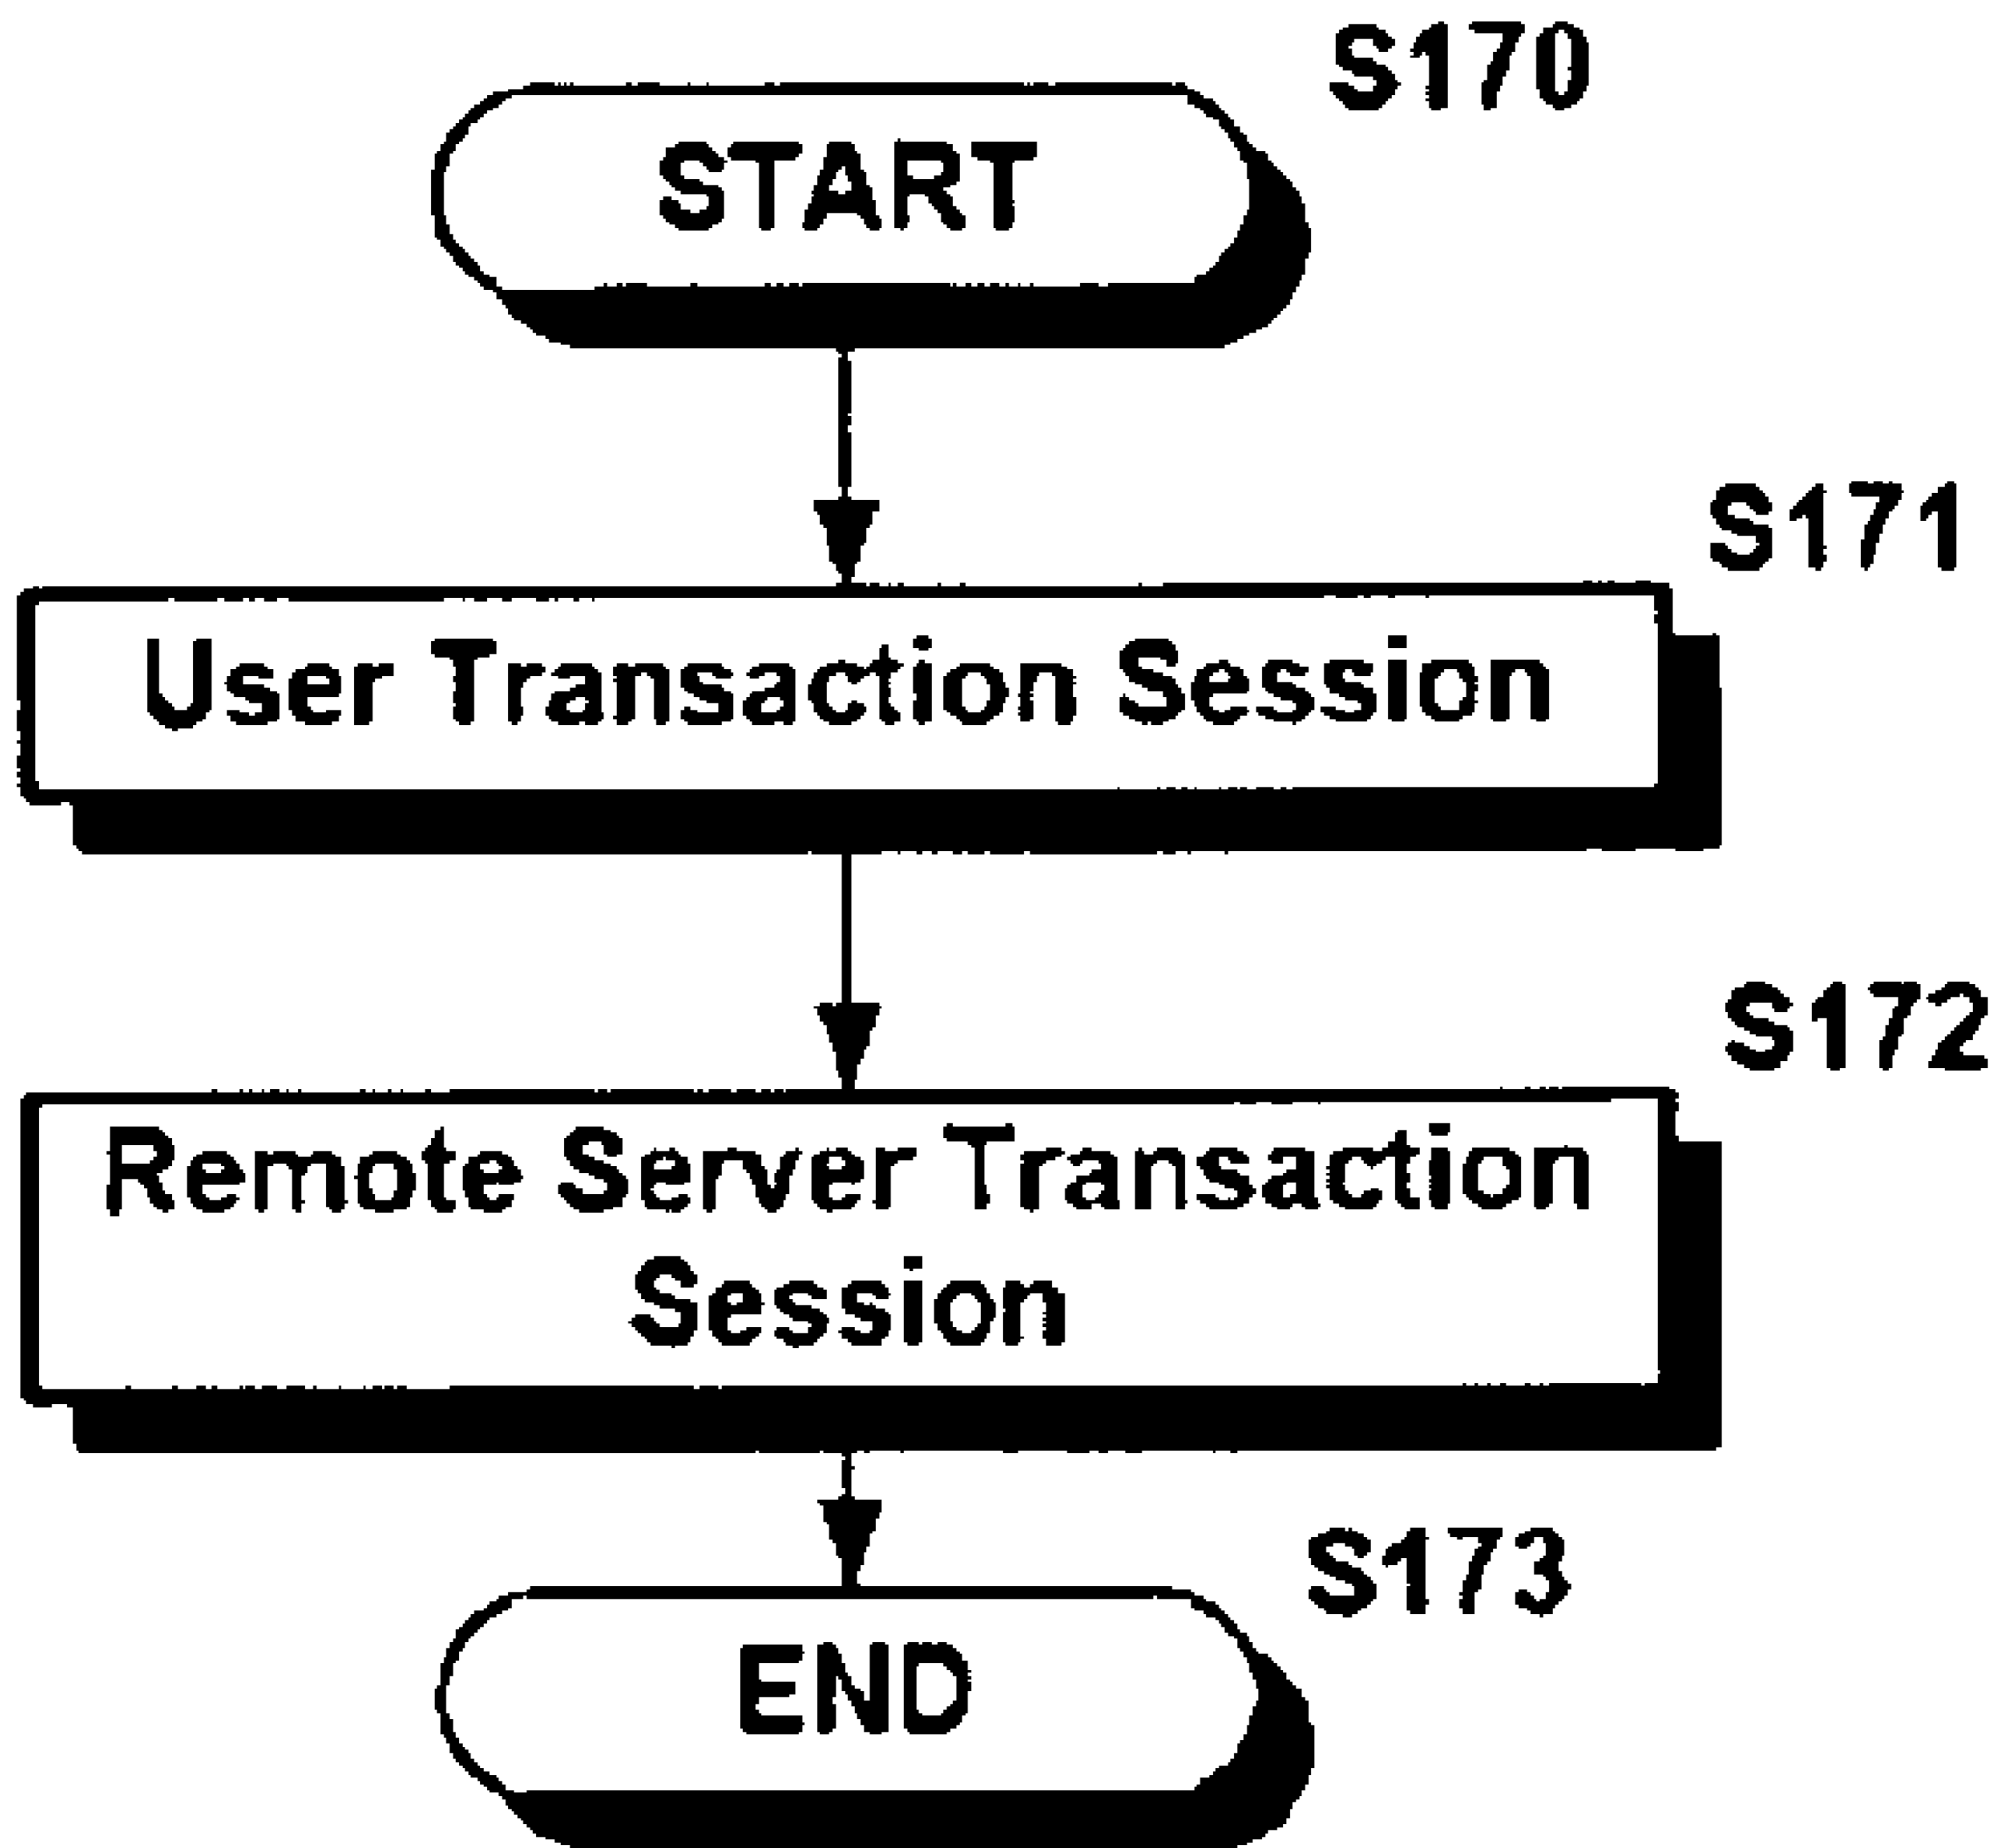 S170
START
S171
User Transaction Session
S172
Remote Server Transaction
Session
S173
END